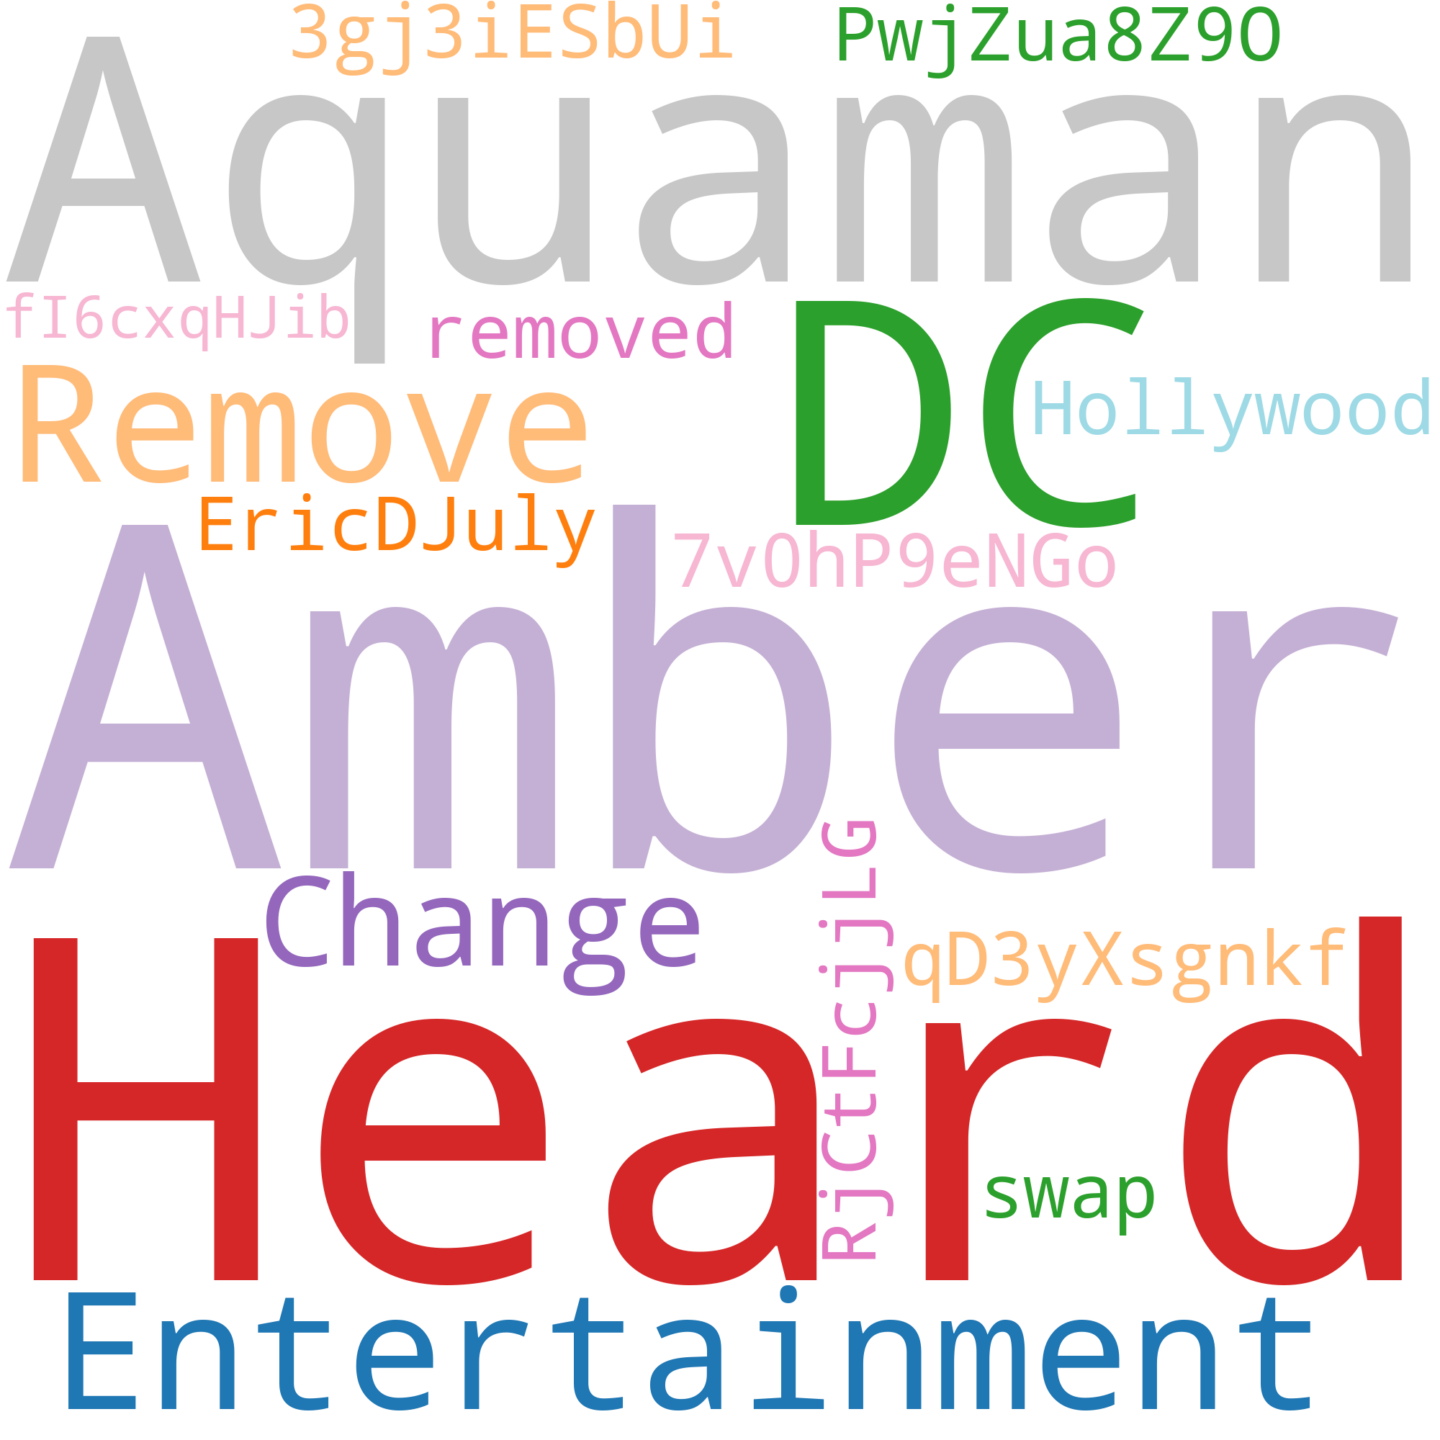 3gj3iESbUi
PwjZua8Z9O
Aquaman
fI6cxqHJib
removed
DC
Remove
Hollywood
EricDJuly
7v0hP9eNGo
Amber
Change
RjCtFcjjLG
qD3yXsgnkf
Heard
swap
Entertainment